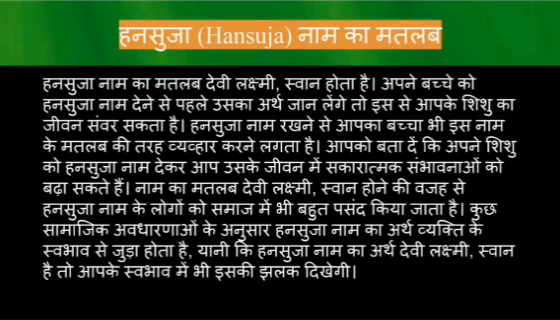 हनसुजा (Hansuja) नाम का मतलब
हनसुजा नाम का मतलब देवी लक्ष्मी, स्वान होता है। अपने बच्चे को
हनसुजा नाम देने से पहले उसका अर्थ जान लेंगे तो इस से आपके शिशु का
जीवन संवर सकता है। हनसुजा नाम रखने से आपका बच्चा भी इस नाम
के मतलब की तरह व्यव्हार करने लगता है। आपको बता दें कि अपने शिशु
को हनसुजा नाम देकर आप उसके जीवन में सकारात्मक संभावनाओं को
बढ़ा सकते हैं। नाम का मतलब देवी लक्ष्मी, स्वान होने की वजह से
हनसुजा नाम के लोगों को समाज में भी बहुत पसंद किया जाता है। कुछ
सामाजिक अवधारणाओं के अनुसार हनसुजा नाम का अर्थ व्यक्ति के
स्वभाव से जुड़ा होता है, यानी कि हनसुजा नाम का अर्थ देवी लक्ष्मी, स्वान
है तो आपके स्वभाव में भी इसकी झलक दिखेगी।